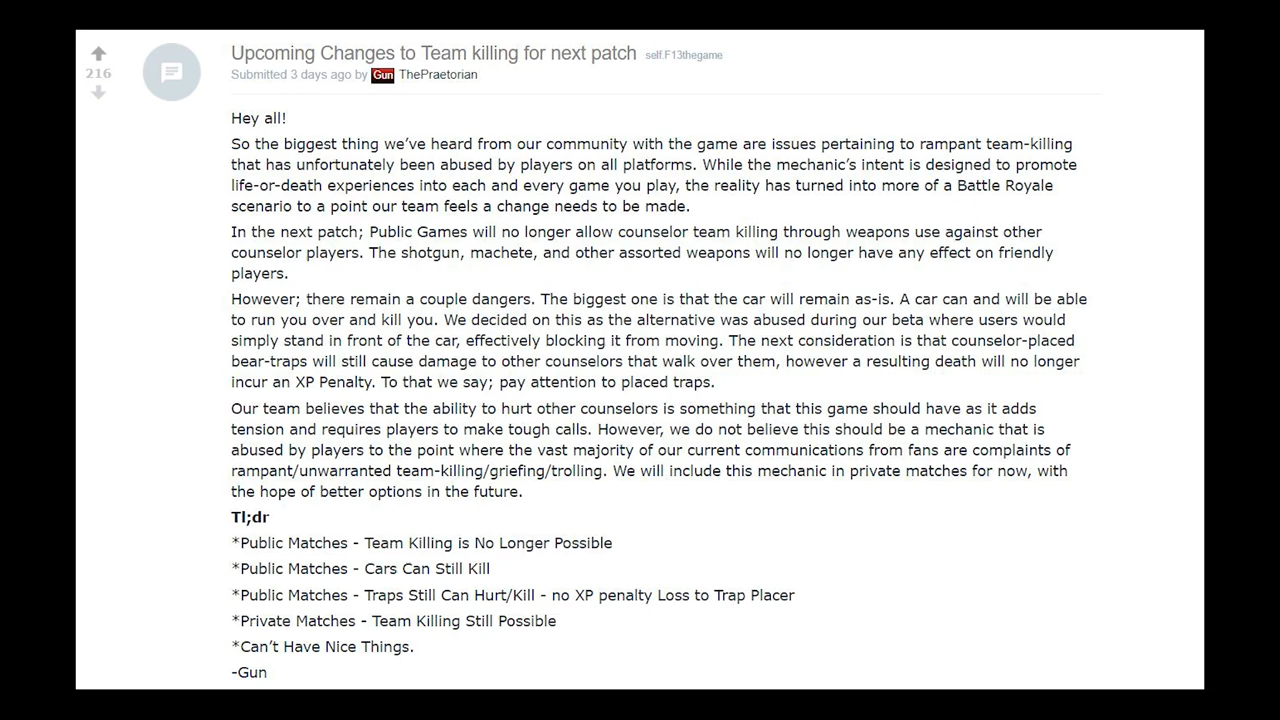 Upcoming Changes to Team killing for next patch self.F13thegame
216
Submitted 3 days ago by Gun ThePraetorian
Hey all!
So the biggest thing we've heard from our community with the game are issues pertaining to rampant team-killing
that has unfortunately been abused by players on all platforms. While the mechanic's intent is designed to promote
life-or-death experiences into each and every game you play, the reality has turned into more of a Battle Royale
scenario to a point our team feels a change needs to be made.
In the next patch; Public Games will no longer allow counselor team killing through weapons use against other
counselor players. The shotgun, machete, and other assorted weapons will no longer have any effect on friendly
players.
However; there remain a couple dangers. The biggest one is that the car will remain as-is. A car can and will be able
to run you over and kill you. We decided on this as the alternative was abused during our beta where users would
simply stand in front of the car, effectively blocking it from moving. The next consideration is that counselor-placed
bear-traps will still cause damage to other counselors that walk over them, however a resulting death will no longer
incur an XP Penalty. To that we say; pay attention to placed traps.
Our team believes that the ability to hurt other counselors is something that this game should have as it adds
tension and requires players to make tough calls. However, we do not believe this should be a mechanic that is
abused by players to the point where the vast majority of our current communications from fans are complaints of
rampant/unwarranted team-killing/griefing/trolling. We will include this mechanic in private matches for now, with
the hope of better options in the future.
Tl;dr
*Public Matches - Team Killing is No Longer Possible
*Public Matches - Cars Can Still Kill
*Public Matches - Traps Still Can Hurt/Kill - no XP penalty Loss to Trap Placer
*Private Matches - Team Killing Still Possible
*Can't Have Nice Things.
-Gun